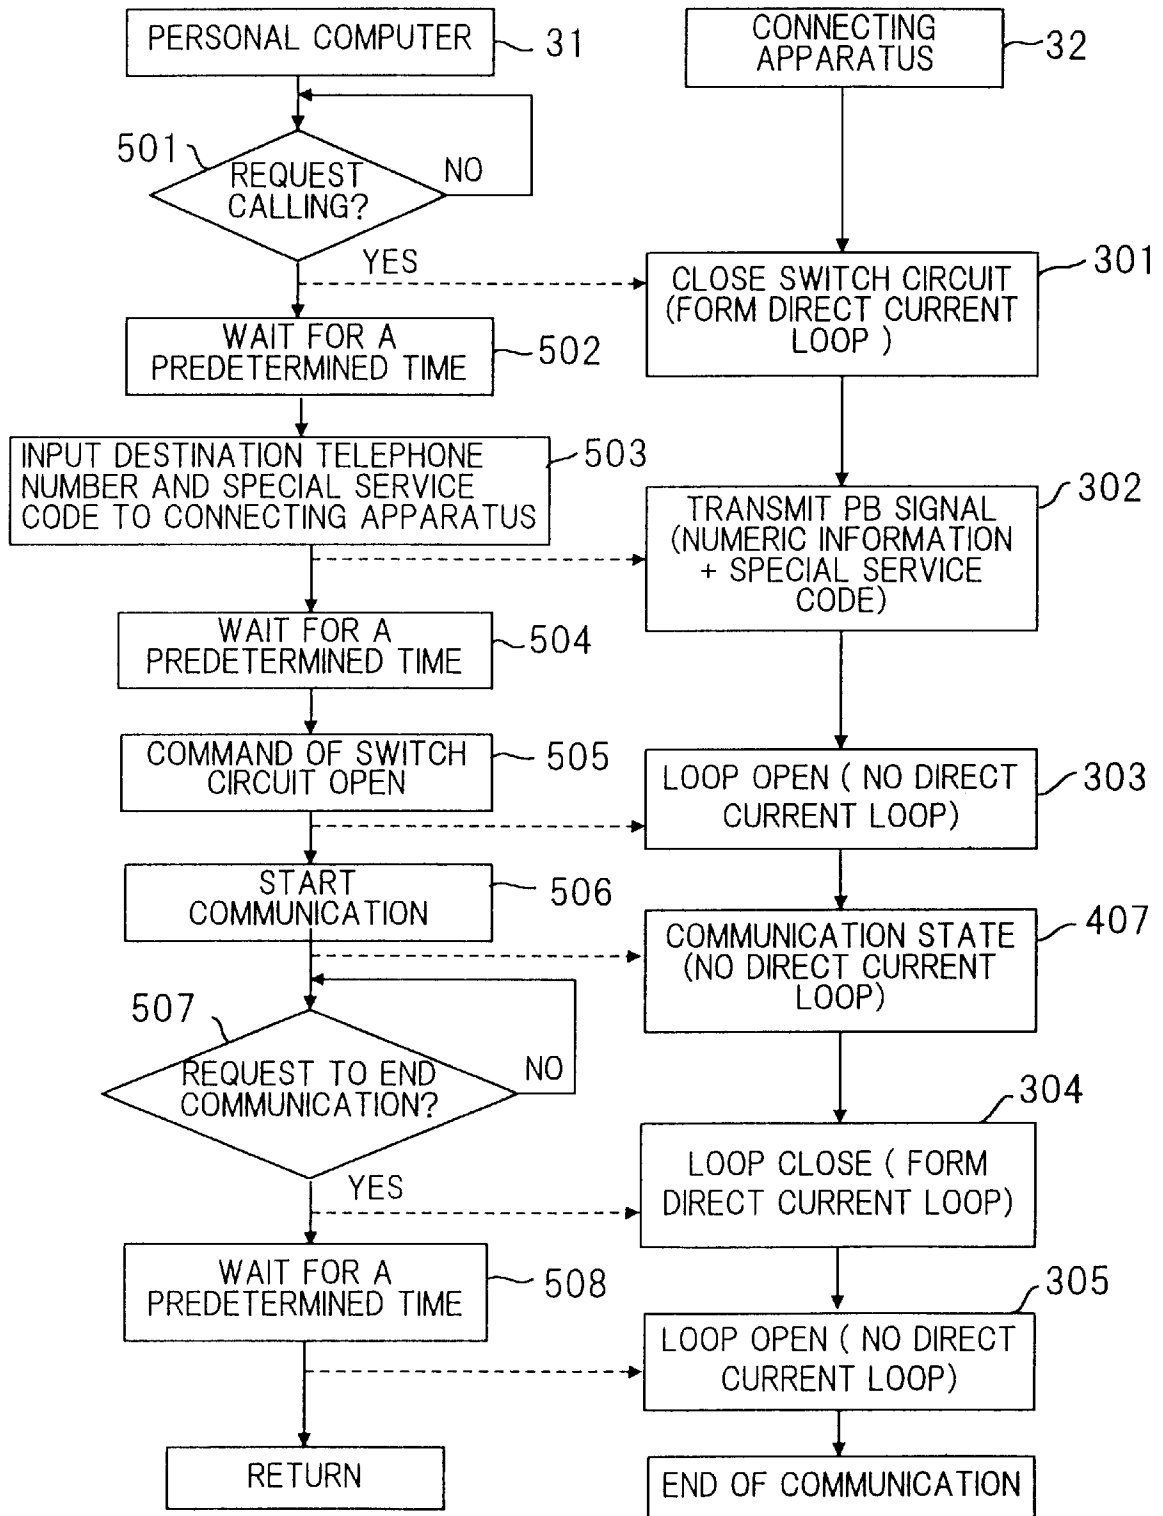 PERSONAL COMPUTER
31
CONNECTING
APPARATUS
32
501
REQUEST
CALLING?
NO
YES
CLOSE SWITCH CIRCUIT
(FORM DIRECT CURRENT
LOOP )
301
WAIT FOR A
PREDETERMINED TIME
502
INPUT DESTINATION TELEPHONE
NUMBER AND SPECIAL SERVICE
CODE TO CONNECTING APPARATUS
503
TRANSMIT PB SIGNAL
(NUMERIC INFORMATION
+ SPECIAL SERVICE
CODE)
302
WAIT FOR A
PREDETERMINED TIME
504
COMMAND OF SWITCH
CIRCUIT OPEN
505
LOOP OPEN ( NO DIRECT
CURRENT LOOP)
303
START
COMMUNICATION
506
COMMUNICATION STATE
(NO DIRECT CURRENT
LOOP)
407
507
REQUEST TO END
COMMUNICATION?
NO
YES
LOOP CLOSE ( FORM
DIRECT CURRENT LOOP)
304
WAIT FOR A
PREDETERMINED TIME
508
LOOP OPEN ( NO DIRECT
CURRENT LOOP)
305
RETURN
END OF COMMUNICATION